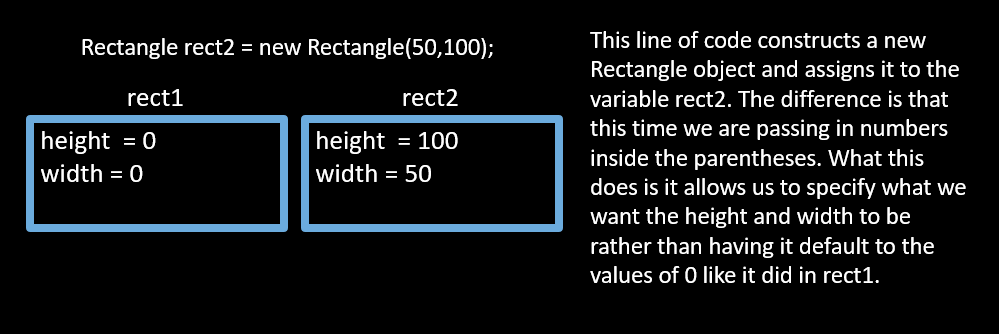 Rectangle rect2 = new Rectangle(50,100);
rect1
height = 0
width = 0
rect2
height = 100
width = 50
This line of code constructs a new
Rectangle object and assigns it to the
variable rect2. The difference is that
this time we are passing in numbers
inside the parentheses. What this
does is it allows us to specify what we
want the height and width to be
rather than having it default to the
values of 0 like it did in rect1.